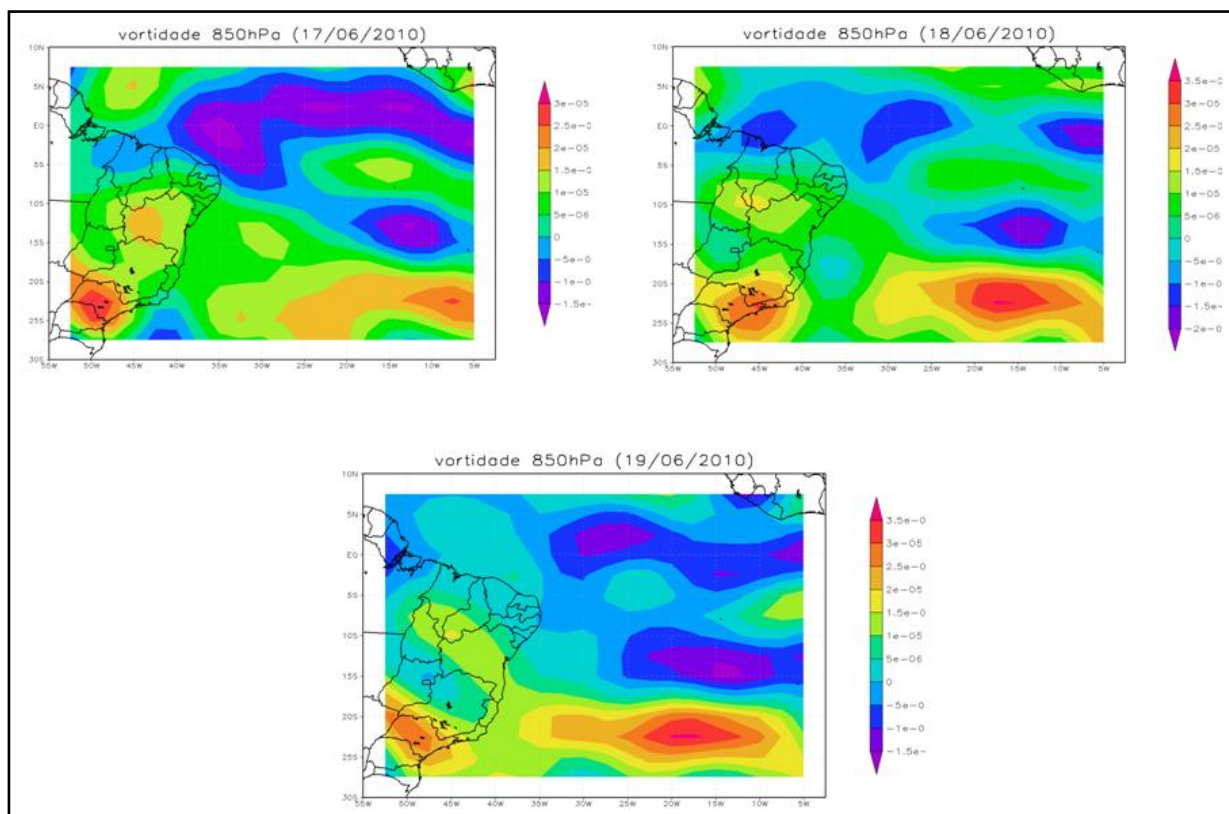 vortidade 850hPa (17/06/2010)
10N
5N
E0
5S
10S
15S
20S
25S
30S
55W 50W 45W 40W 35W 30W 25W 20W 15W 10W 5W
3e-05
2.5e-0
2e-05
1.5e-0
1e-05
5e-06
0
-5e-0
-1e-0
-1.5e-
vortidade 850hPa (18/06/2010)
10N
5N
E0
5S
10S
15S
20S
25S
30S
55W 50W 45W 40W 35W 30W 25W 20W 15W 10W 5W
3.5e-0
3e-05
2.5e-0
2e-05
1.5e-0
1e-05
5e-06
0
-5e-0
-1e-0
-1.5e-
-2e-0
vortidade 850hPa (19/06/2010)
10N
5N
E0
5S
10S
15S
20S
25S
30S
55W 50W 45W 40W 35W 30W 25W 20W 15W 10W 5W
3.5e-0
3e-05
2.5e-0
2e-05
1.5e-0
1e-05
5e-06
0
-5e-0
-1e-0
-1.5e-